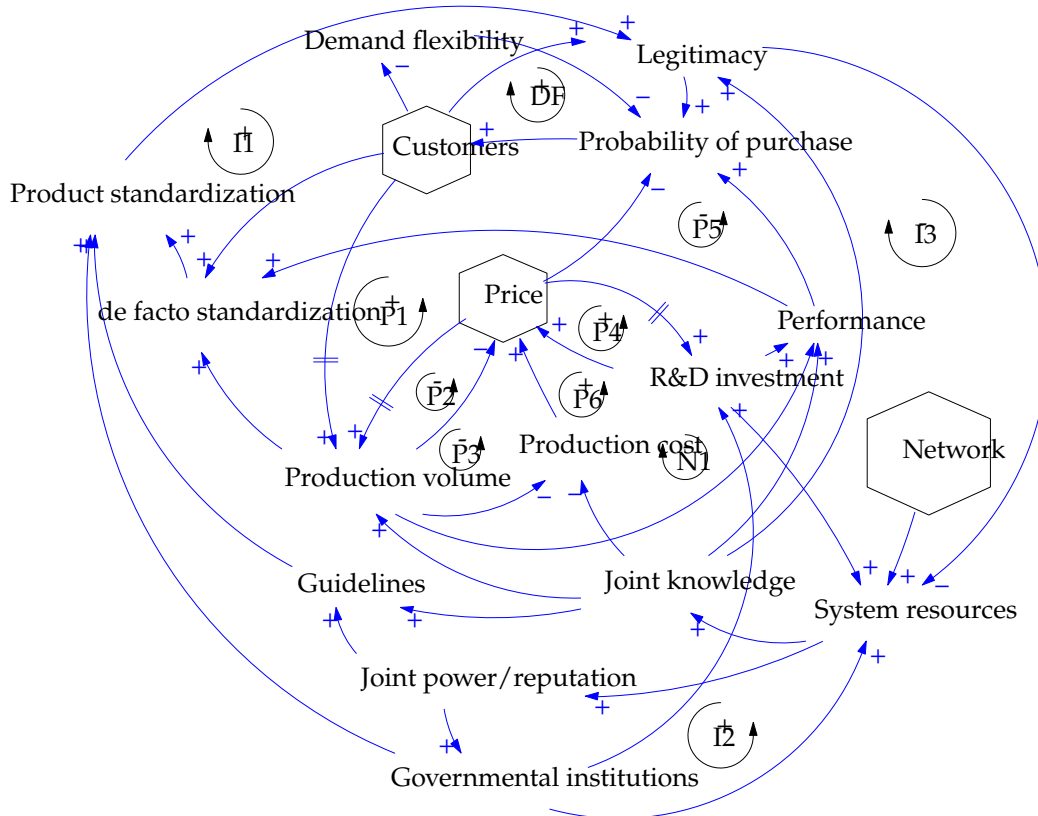 Demand flexibility
Legitimacy
DF
I1
Customers
Probability of purchase
Product standardization
P5
I3
Price
de facto standardization
P1
P4
Performance
R&D investment
P2
P6
Production cost
Network
P3
N1
Production volume
Guidelines
Joint knowledge
System resources
Joint power/reputation
I2
Governmental institutions